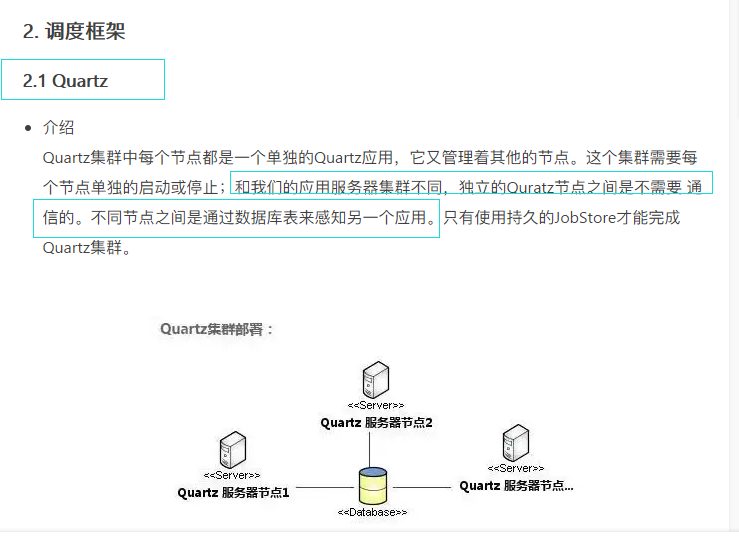 2. 调度框架
2.1 Quartz
介绍
Quartz集群中每个节点都是一个单独的Quartz应用，它又管理着其他的节点。这个集群需要每
个节点单独的启动或停止；和我们的应用服务器集群不同，独立的Quratz节点之间是不需要 通
信的。不同节点之间是通过数据库表来感知另一个应用。只有使用持久的JobStore才能完成
Quartz集群。
Quartz集群部署：
<<Server>>
Quartz 服务器节点2
<<Server>>
Quartz 服务器节点1
<<Server>>
Quartz 服务器节点...
<<Database>>